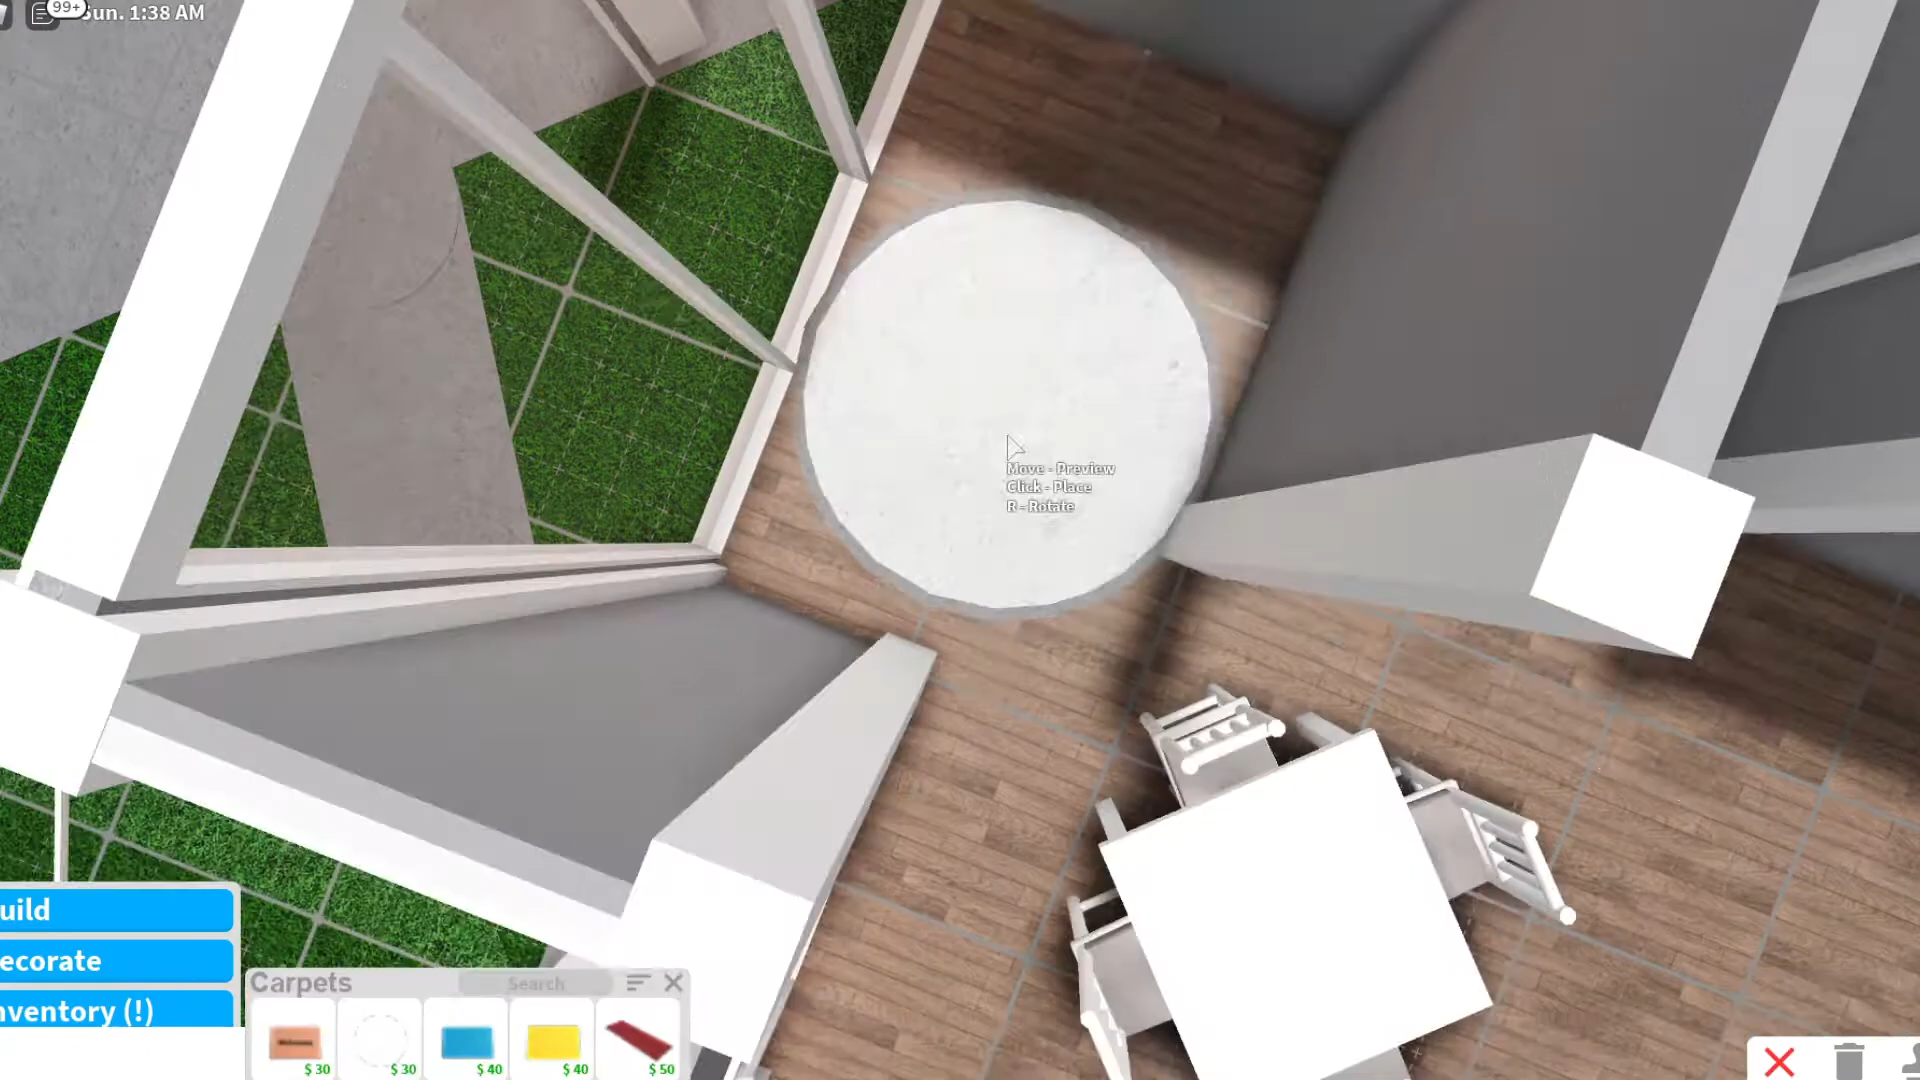 99+
Sun. 1:38 AM
Move - Preview
Click - Place
R - Rotate
uild
ecorate
nventory (!)
Carpets
Search
$ 30
$ 30
$ 40
$ 40
$ 50